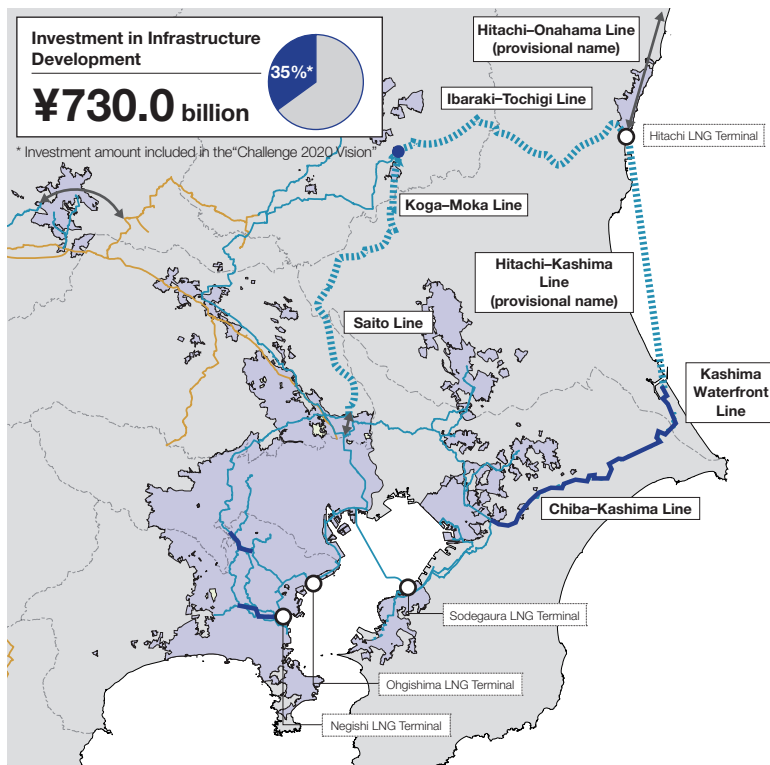 Investment in Infrastructure
Development
35%*
¥730.0 billion
* Investment amount included in the“Challenge 2020 Vision”
Hitachi–Onahama Line
(provisional name)
Ibaraki–Tochigi Line
Hitachi LNG Terminal
Koga–Moka Line
Hitachi–Kashima
Line
(provisional name)
Saito Line
Kashima
Waterfront
Line
Chiba–Kashima Line
Sodegaura LNG Terminal
Ohgishima LNG Terminal
Negishi LNG Terminal